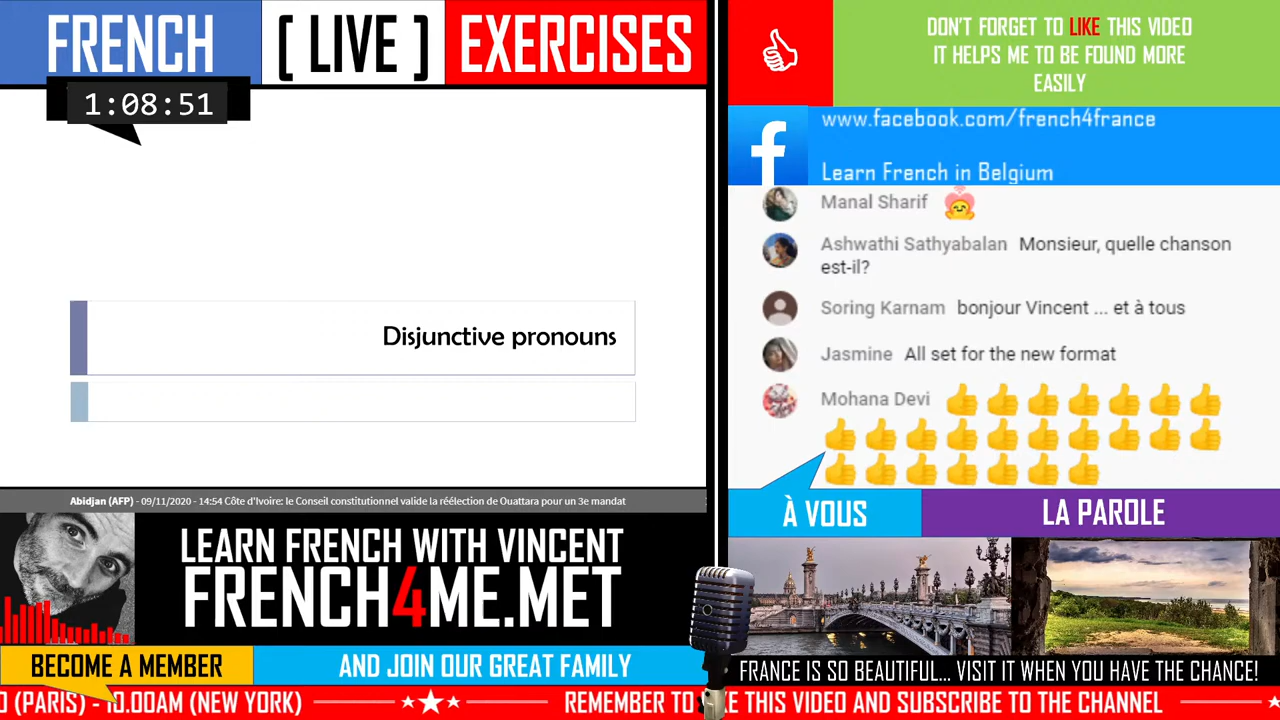 FRENCH [ LIVE ] EXERCISES
1:08:51
Disjunctive pronouns
Abidjan (AFP) - 09/11/2020 - 14:54 Côte d'Ivoire: le Conseil constitutionnel valide la réélection de Ouattara pour un 3e mandat
LEARN FRENCH WITH VINCENT
FRENCH4ME.MET
BECOME A MEMBER
AND JOIN OUR GREAT FAMILY
DON'T FORGET TO LIKE THIS VIDEO
IT HELPS ME TO BE FOUND MORE
EASILY
www.facebook.com/french4france
Learn French in Belgium
Manal Sharif
Ashwathi Sathyabalan Monsieur, quelle chanson
est-il?
Soring Karnam bonjour Vincent ... et à tous
Jasmine All set for the new format
Mohana Devi
À VOUS
LA PAROLE
FRANCE IS SO BEAUTIFUL... VISIT IT WHEN YOU HAVE THE CHANCE!
(PARIS) - 10.00AM (NEW YORK) REMEMBER TO THIS VIDEO AND SUBSCRIBE TO THE CHANNEL